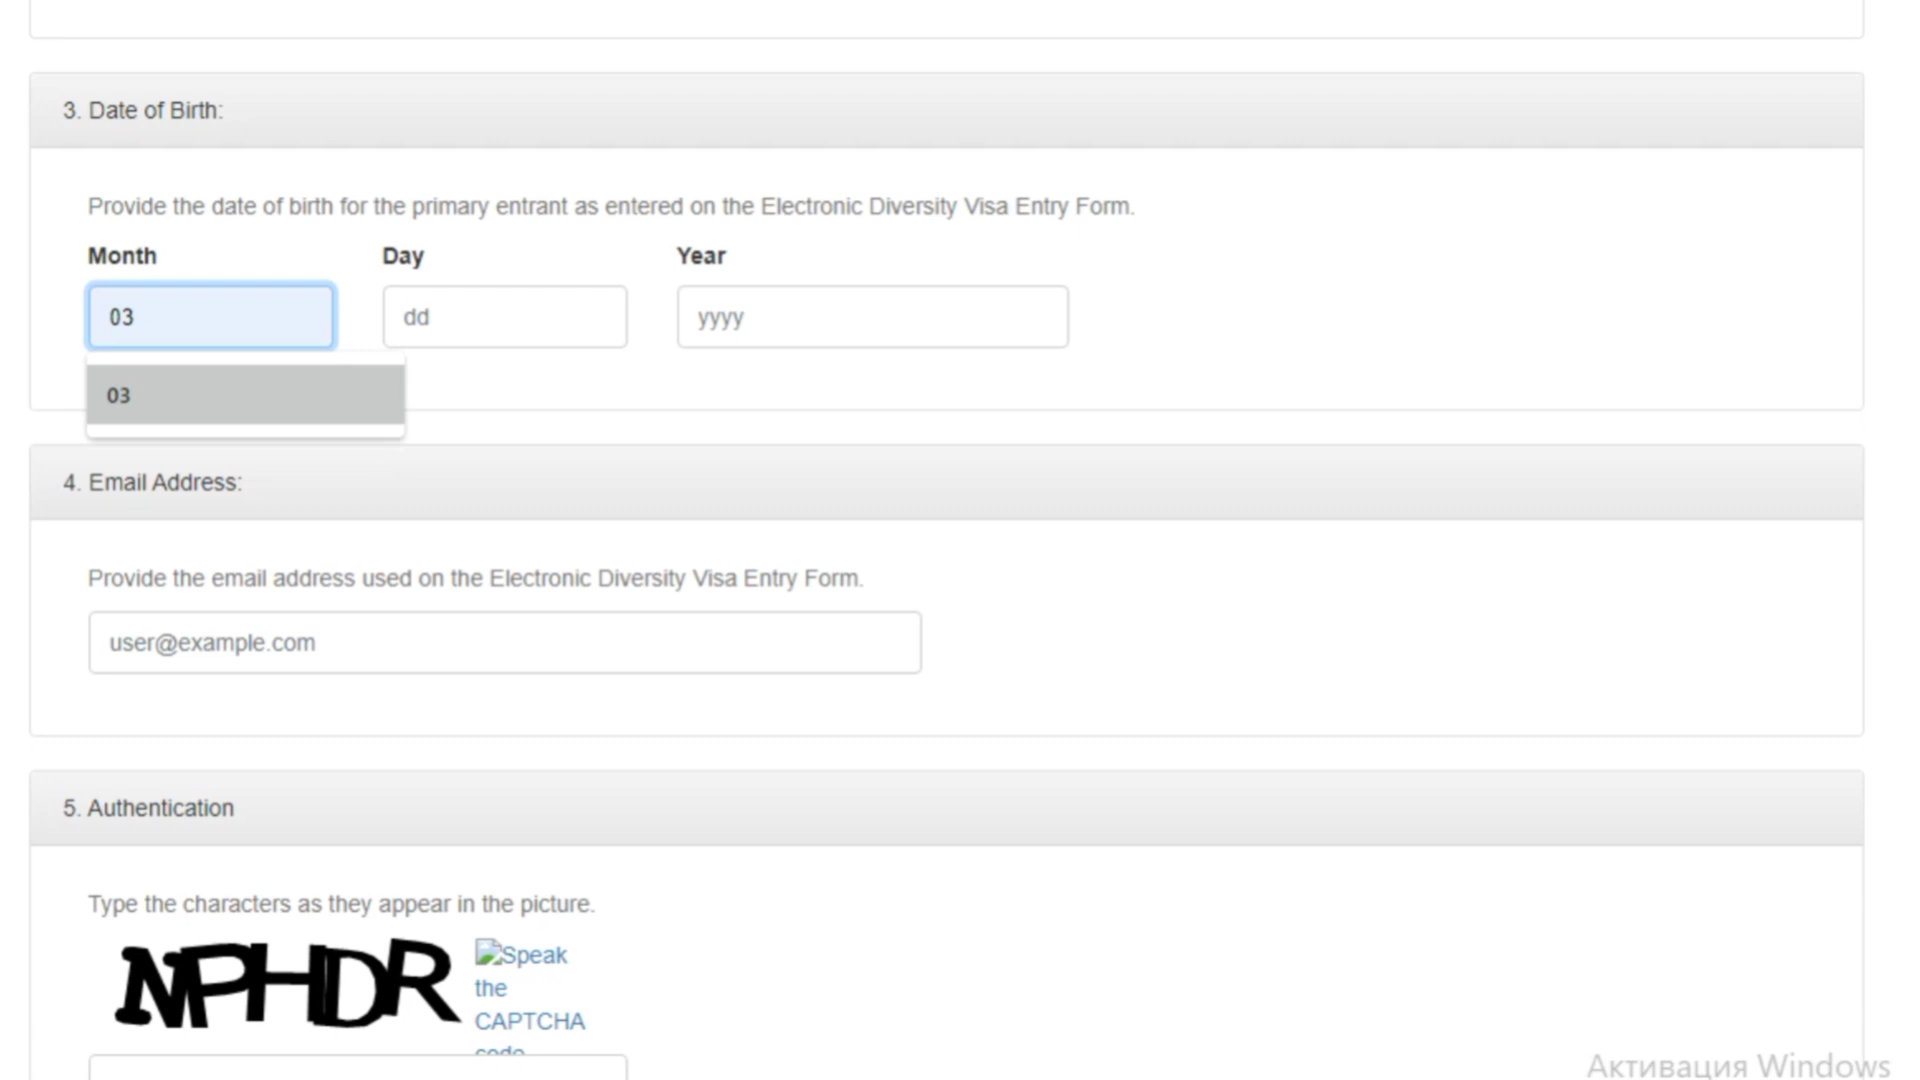 3. Date of Birth:
Provide the date of birth for the primary entrant as entered on the Electronic Diversity Visa Entry Form.
Month Day Year
03 dd yyyy
03
4. Email Address:
Provide the email address used on the Electronic Diversity Visa Entry Form.
user@example.com
5. Authentication
Type the characters as they appear in the picture.
NPHDR
Speak
the
CAPTCHA
code
Активация Windows